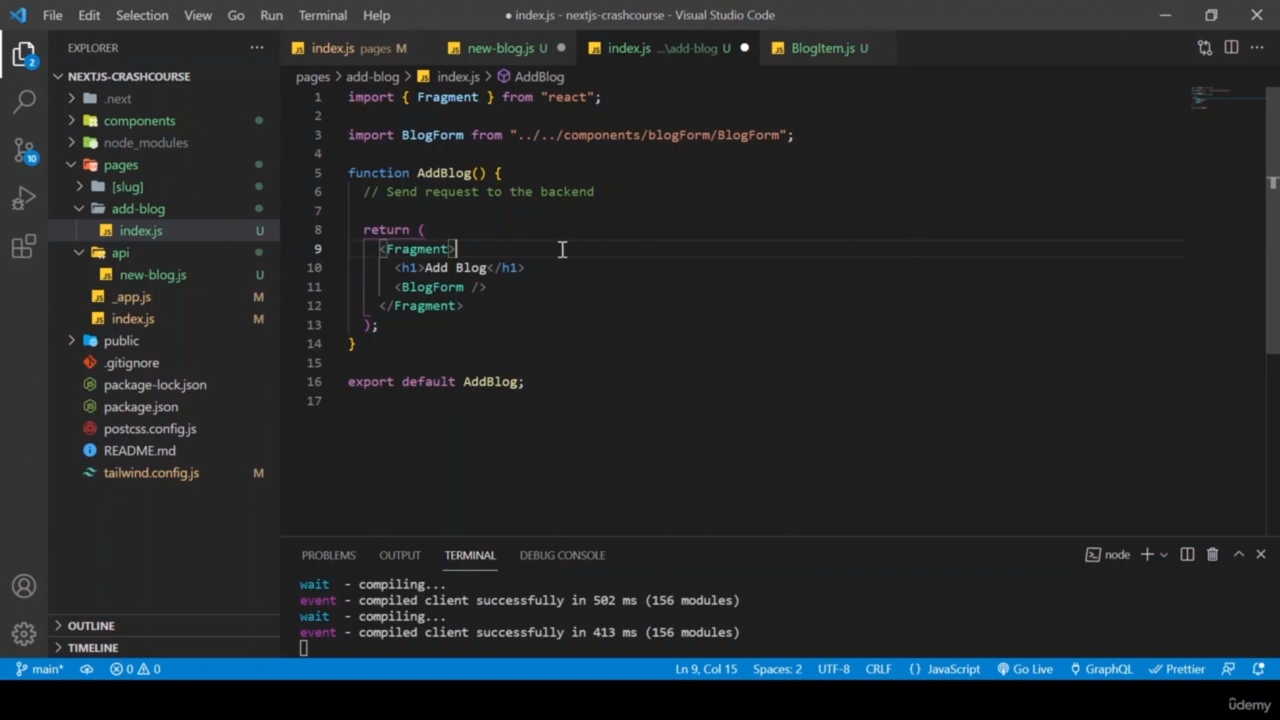 File Edit Selection View Go Run Terminal Help ● index.js - nextjs-crashcourse - Visual Studio Code
EXPLORER
index.js pages M new-blog.js U index.js ...\add-blog U BlogItem.js U
NEXTJS-CRASHCOURSE
pages > add-blog > index.js > AddBlog
.next
components
node_modules
pages
[slug]
add-blog
index.js U
api
new-blog.js U
_app.js M
index.js M
public
.gitignore
package-lock.json
package.json
postcss.config.js
README.md
tailwind.config.js M
OUTLINE
TIMELINE
2
10
1 import { Fragment } from "react";
2
3 import BlogForm from "../../components/blogForm/BlogForm";
4
5 function AddBlog() {
6 // Send request to the backend
7
8 return (
9 <Fragment>
10 <h1>Add Blog</h1>
11 <BlogForm />
12 </Fragment>
13 );
14 }
15
16 export default AddBlog;
17
PROBLEMS OUTPUT TERMINAL DEBUG CONSOLE node
wait - compiling...
event - compiled client successfully in 502 ms (156 modules)
wait - compiling...
event - compiled client successfully in 413 ms (156 modules)
main* 0 0 Ln 9, Col 15 Spaces: 2 UTF-8 CRLF {} JavaScript Go Live GraphQL Prettier
ûdemy